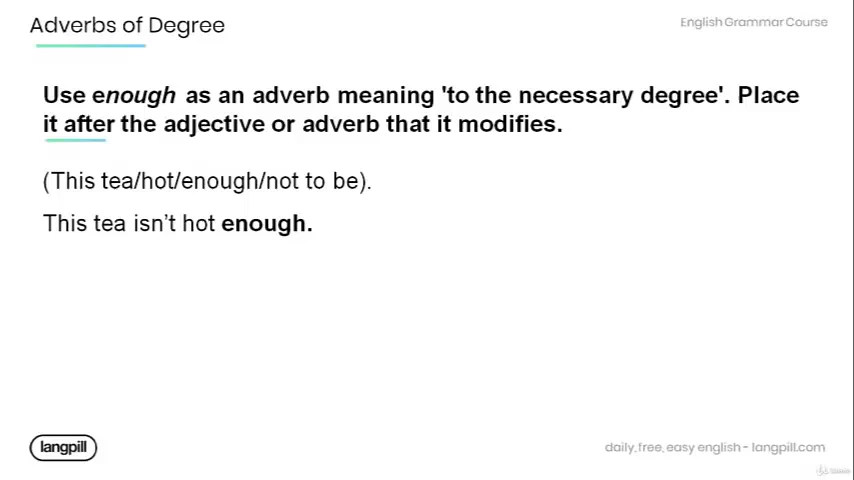 Adverbs of Degree
English Grammar Course
Use enough as an adverb meaning 'to the necessary degree'. Place
it after the adjective or adverb that it modifies.
(This tea/hot/enough/not to be).
This tea isn't hot enough.
langpill
daily, free, easy english - langpill.com